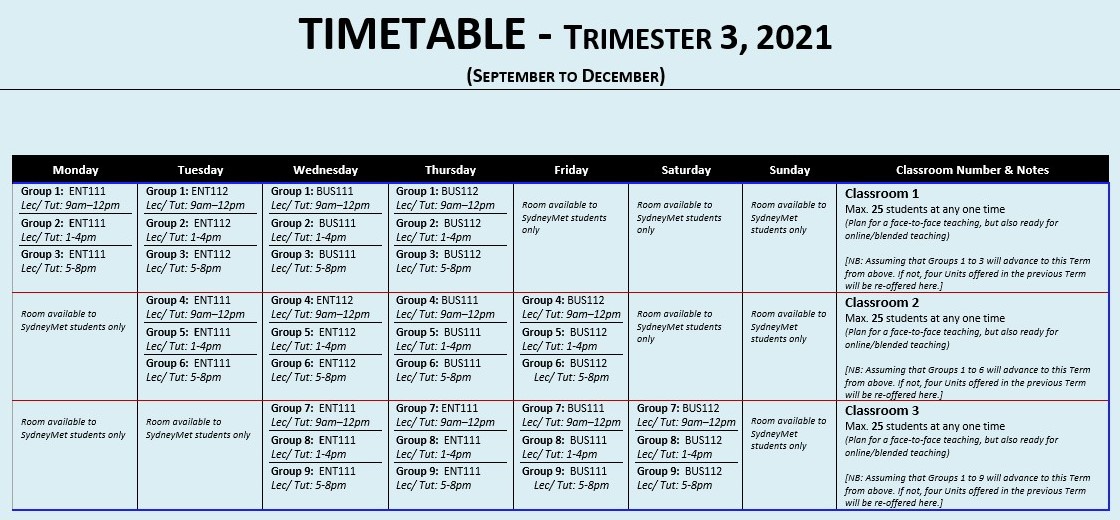 TIMETABLE - TRIMESTER 3, 2021
(SEPTEMBER TO DECEMBER)
Monday Tuesday Wednesday Thursday Friday Saturday Sunday Classroom Number & Notes
Group 1: ENT111
Lec/ Tut: 9am–12pm
Group 2: ENT111
Lec/ Tut: 1-4pm
Group 3: ENT111
Lec/ Tut: 5-8pm
Group 1: ENT112
Lec/ Tut: 9am–12pm
Group 2: ENT112
Lec/ Tut: 1-4pm
Group 3: ENT112
Lec/ Tut: 5-8pm
Group 1: BUS111
Lec/ Tut: 9am–12pm
Group 2: BUS111
Lec/ Tut: 1-4pm
Group 3: BUS111
Lec/ Tut: 5-8pm
Group 1: BUS112
Lec/ Tut: 9am–12pm
Group 2: BUS112
Lec/ Tut: 1-4pm
Group 3: BUS112
Lec/ Tut: 5-8pm
Room available to
SydneyMet students
only
Room available to
SydneyMet students
only
Room available to
SydneyMet
students only
Classroom 1
Max. 25 students at any one time
(Plan for a face-to-face teaching, but also ready for
online/blended teaching)
[NB: Assuming that Groups 1 to 3 will advance to this Term
from above. If not, four Units offered in the previous Term
will be re-offered here.]
Room available to
SydneyMet students only
Group 4: ENT111
Lec/ Tut: 9am–12pm
Group 5: ENT111
Lec/ Tut: 1-4pm
Group 6: ENT111
Lec/ Tut: 5-8pm
Group 4: ENT112
Lec/ Tut: 9am–12pm
Group 5: ENT112
Lec/ Tut: 1-4pm
Group 6: ENT112
Lec/ Tut: 5-8pm
Group 4: BUS111
Lec/ Tut: 9am–12pm
Group 5: BUS111
Lec/ Tut: 1-4pm
Group 6: BUS111
Lec/ Tut: 5-8pm
Group 4: BUS112
Lec/ Tut: 9am–12pm
Group 5: BUS112
Lec/ Tut: 1-4pm
Group 6: BUS112
Lec/ Tut: 5-8pm
Room available to
SydneyMet students
only
Room available to
SydneyMet
students only
Classroom 2
Max. 25 students at any one time
(Plan for a face-to-face teaching, but also ready for
online/blended teaching)
[NB: Assuming that Groups 1 to 6 will advance to this Term
from above. If not, four Units offered in the previous Term
will be re-offered here.]
Room available to
SydneyMet students only
Room available to
SydneyMet students only
Group 7: ENT111
Lec/ Tut: 9am–12pm
Group 8: ENT111
Lec/ Tut: 1-4pm
Group 9: ENT111
Lec/ Tut: 5-8pm
Group 7: ENT111
Lec/ Tut: 9am–12pm
Group 8: ENT111
Lec/ Tut: 1-4pm
Group 9: ENT111
Lec/ Tut: 5-8pm
Group 7: BUS111
Lec/ Tut: 9am–12pm
Group 8: BUS111
Lec/ Tut: 1-4pm
Group 9: BUS111
Lec/ Tut: 5-8pm
Group 7: BUS112
Lec/ Tut: 9am–12pm
Group 8: BUS112
Lec/ Tut: 1-4pm
Group 9: BUS112
Lec/ Tut: 5-8pm
Room available to
SydneyMet
students only
Classroom 3
Max. 25 students at any one time
(Plan for a face-to-face teaching, but also ready for
online/blended teaching)
[NB: Assuming that Groups 1 to 9 will advance to this Term
from above. If not, four Units offered in the previous Term
will be re-offered here.]